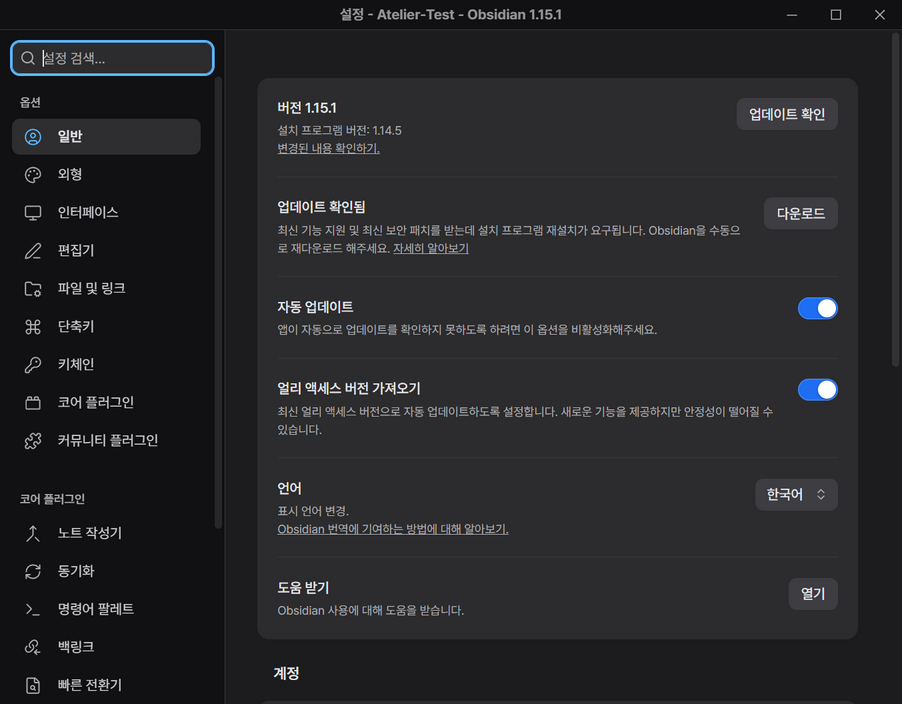 설정 - Atelier-Test - Obsidian 1.15.1
설정 검색...
옵션
일반
외형
인터페이스
편집기
파일 및 링크
단축키
키체인
코어 플러그인
커뮤니티 플러그인
코어 플러그인
노트 작성기
동기화
명령어 팔레트
백링크
빠른 전환기
버전 1.15.1
설치 프로그램 버전: 1.14.5
변경된 내용 확인하기.
업데이트 확인
업데이트 확인됨
최신 기능 지원 및 최신 보안 패치를 받는데 설치 프로그램 재설치가 요구됩니다. Obsidian을 수동으
로 재다운로드 해주세요. 자세히 알아보기
다운로드
자동 업데이트
앱이 자동으로 업데이트를 확인하지 못하도록 하려면 이 옵션을 비활성화해주세요.
얼리 액세스 버전 가져오기
최신 얼리 액세스 버전으로 자동 업데이트하도록 설정합니다. 새로운 기능을 제공하지만 안정성이 떨어질 수
있습니다.
언어
표시 언어 변경.
Obsidian 번역에 기여하는 방법에 대해 알아보기.
한국어
도움 받기
Obsidian 사용에 대해 도움을 받습니다.
열기
계정